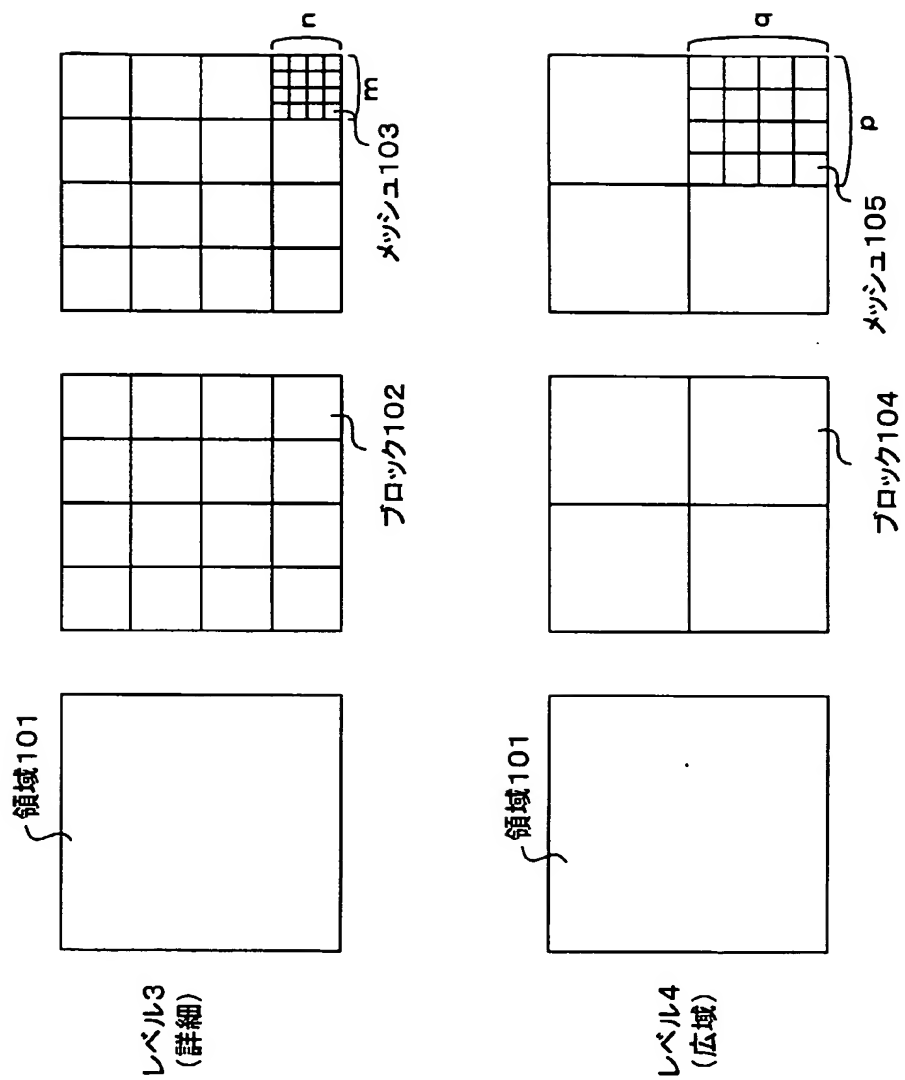 レベル3
(詳細)
領域101
ブロック102
メッシュ103
m
n
レベル4
(広域)
領域101
ブロック104
メッシュ105
p
q